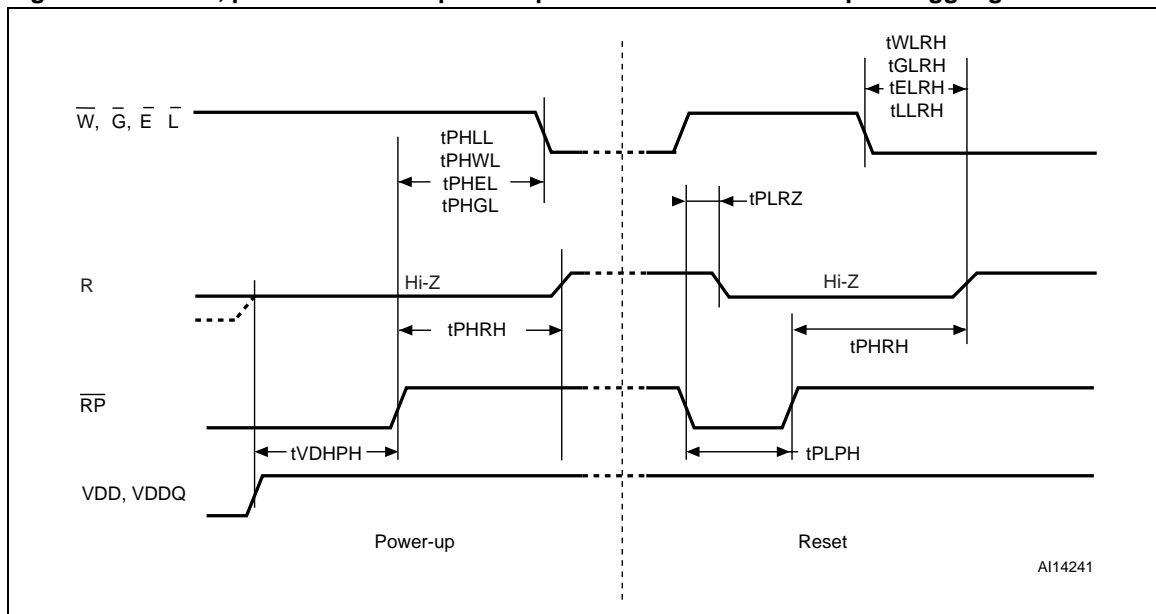 tWLRH
tGLRH
tELRH
tLLRH
W, G, E L
tPHLL
tPHWL
tPHEL
tPHGL
tPLRZ
R
Hi-Z
Hi-Z
tPHRH
tPHRH
RP
tVDHPH
tPLPH
VDD, VDDQ
Power-up
Reset
AI14241